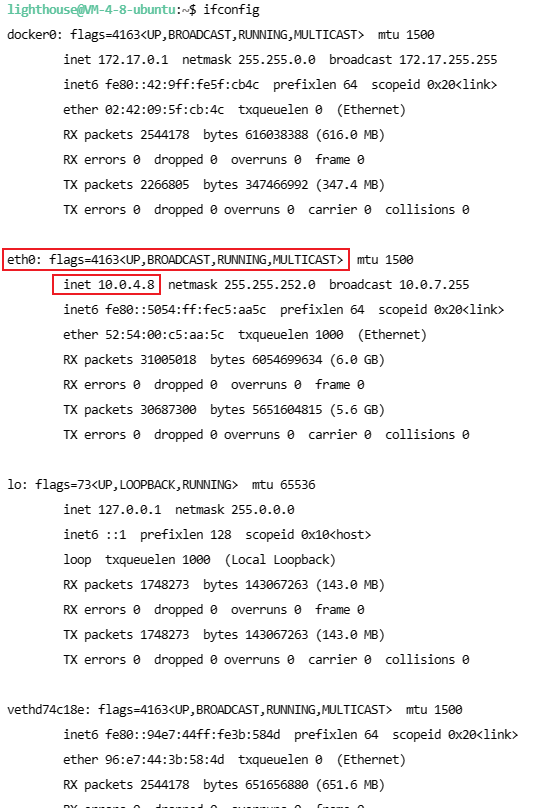 lighthouse@VM-4-8-ubuntu:~$ ifconfig
docker0: flags=4163<UP,BROADCAST,RUNNING,MULTICAST>  mtu 1500
        inet 172.17.0.1  netmask 255.255.0.0  broadcast 172.17.255.255
        inet6 fe80::42:9ff:fe5f:cb4c  prefixlen 64  scopeid 0x20<link>
        ether 02:42:09:5f:cb:4c  txqueuelen 0  (Ethernet)
        RX packets 2544178  bytes 616038388 (616.0 MB)
        RX errors 0  dropped 0  overruns 0  frame 0
        TX packets 2266805  bytes 347466992 (347.4 MB)
        TX errors 0  dropped 0 overruns 0  carrier 0  collisions 0
eth0: flags=4163<UP,BROADCAST,RUNNING,MULTICAST>  mtu 1500
        inet 10.0.4.8  netmask 255.255.252.0  broadcast 10.0.7.255
        inet6 fe80::5054:ff:fec5:aa5c  prefixlen 64  scopeid 0x20<link>
        ether 52:54:00:c5:aa:5c  txqueuelen 1000  (Ethernet)
        RX packets 31005018  bytes 6054699634 (6.0 GB)
        RX errors 0  dropped 0  overruns 0  frame 0
        TX packets 30687300  bytes 5651604815 (5.6 GB)
        TX errors 0  dropped 0 overruns 0  carrier 0  collisions 0
lo: flags=73<UP,LOOPBACK,RUNNING>  mtu 65536
        inet 127.0.0.1  netmask 255.0.0.0
        inet6 ::1  prefixlen 128  scopeid 0x10<host>
        loop  txqueuelen 1000  (Local Loopback)
        RX packets 1748273  bytes 143067263 (143.0 MB)
        RX errors 0  dropped 0  overruns 0  frame 0
        TX packets 1748273  bytes 143067263 (143.0 MB)
        TX errors 0  dropped 0 overruns 0  carrier 0  collisions 0
vethd74c18e: flags=4163<UP,BROADCAST,RUNNING,MULTICAST>  mtu 1500
        inet6 fe80::94e7:44ff:fe3b:584d  prefixlen 64  scopeid 0x20<link>
        ether 96:e7:44:3b:58:4d  txqueuelen 0  (Ethernet)
        RX packets 2544178  bytes 651656880 (651.6 MB)
        RX errors 0  dropped 0  overruns 0  frame 0